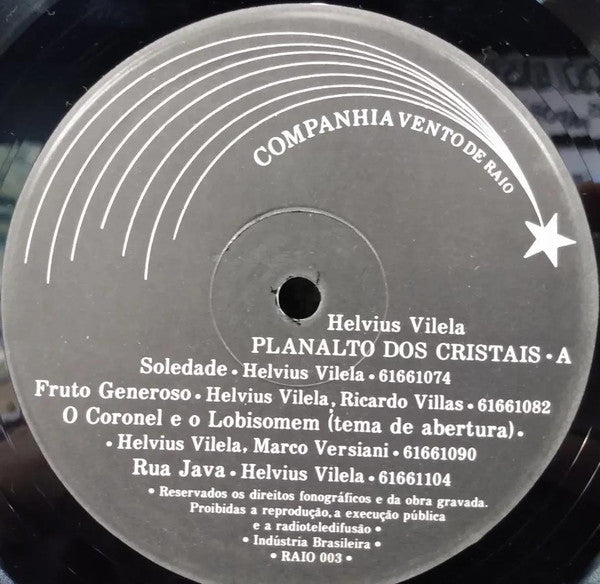 COMPANHIA VENTO DE RAIO
Helvius Vilela
PLANALTO DOS CRISTAIS • A
Soledade • Helvius Vilela • 61661074
Fruto Generoso • Helvius Vilela, Ricardo Villas • 61661082
O Coronel e o Lobisomem (tema de abertura) •
• Helvius Vilela, Marco Versiani • 61661090
Rua Java • Helvius Vilela • 61661104
• Reservados os direitos fonográficos e da obra gravada.
Proibidas a reprodução, a execução pública
e a radioteledifusão •
• Indústria Brasileira •
• RAIO 003 •